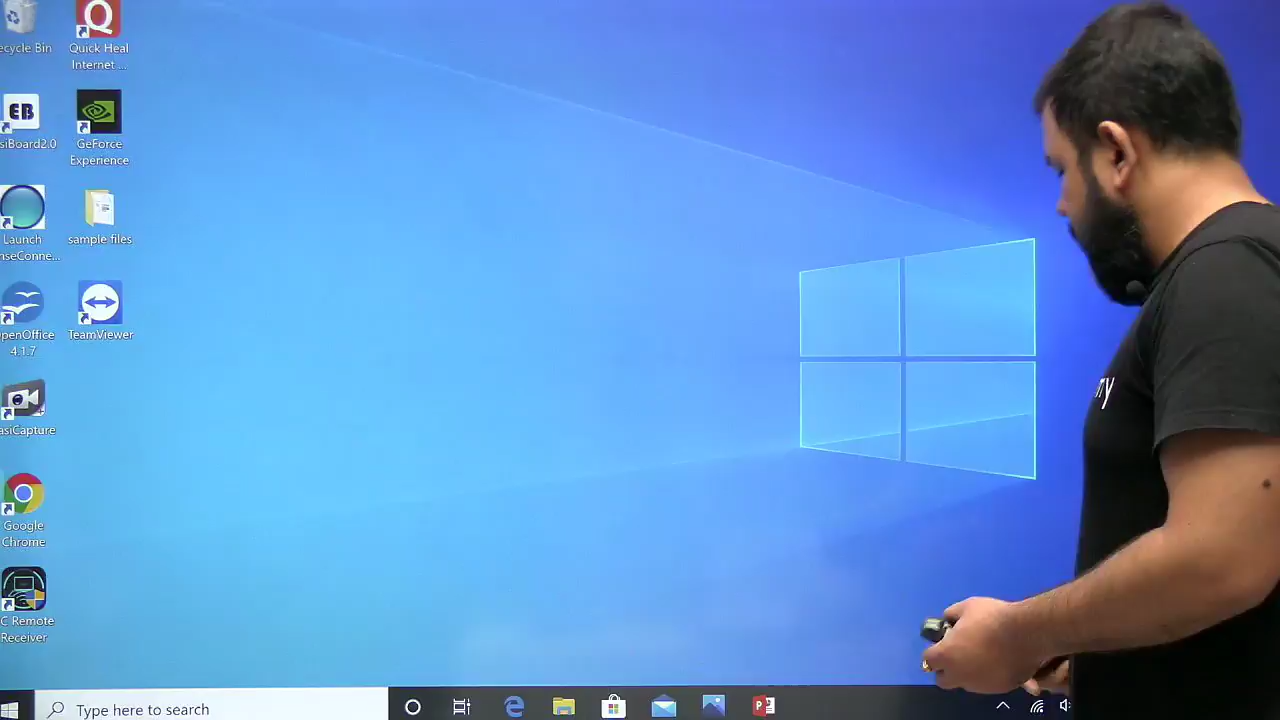 ecycle Bin
Quick Heal
Internet ...
EB
siBoard2.0
GeForce
Experience
Launch
nseConne...
sample files
penOffice
4.1.7
TeamViewer
asiCapture
Google
Chrome
C Remote
Receiver
Type here to search